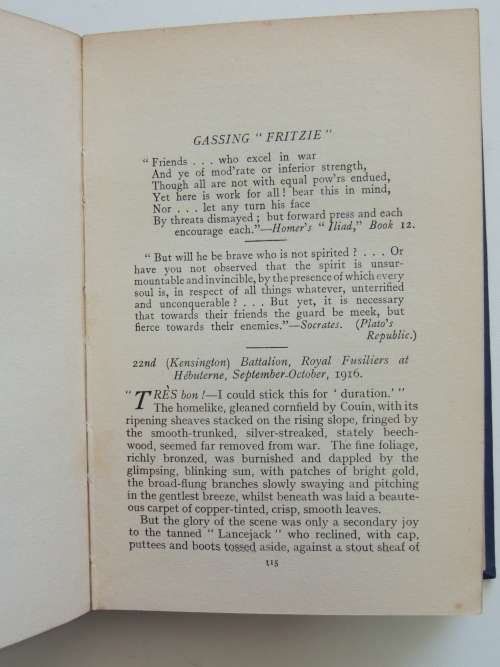 GASSING "FRITZIE"
"Friends . . . who excel in war
And ye of mod'rate or inferior strength,
Though all are not with equal pow'rs endued,
Yet here is work for all! bear this in mind,
Nor . . . let any turn his face
By threats dismayed; but forward press and each
encourage each."—Homer's "Iliad," Book 12.
"But will he be brave who is not spirited? . . . Or
have you not observed that the spirit is unsur-
mountable and invincible, by the presence of which every
soul is, in respect of all things whatever, unterrified
and unconquerable? . . . But yet, it is necessary
that towards their friends the guard be meek, but
fierce towards their enemies."—Socrates. (Plato's
Republic.)
22nd (Kensington) Battalion, Royal Fusiliers at
Hébuterne, September-October, 1916.
"TRÈS bon!—I could stick this for 'duration.'"
The homelike, gleaned cornfield by Couin, with its
ripening sheaves stacked on the rising slope, fringed by
the smooth-trunked, silver-streaked, stately beech-
wood, seemed far removed from war. The fine foliage,
richly bronzed, was burnished and dappled by the
glimpsing, blinking sun, with patches of bright gold,
the broad-flung branches slowly swaying and pitching
in the gentlest breeze, whilst beneath was laid a beaute-
ous carpet of copper-tinted, crisp, smooth leaves.
But the glory of the scene was only a secondary joy
to the tanned "Lancejack" who reclined, with cap,
puttees and boots tossed aside, against a stout sheaf of
115